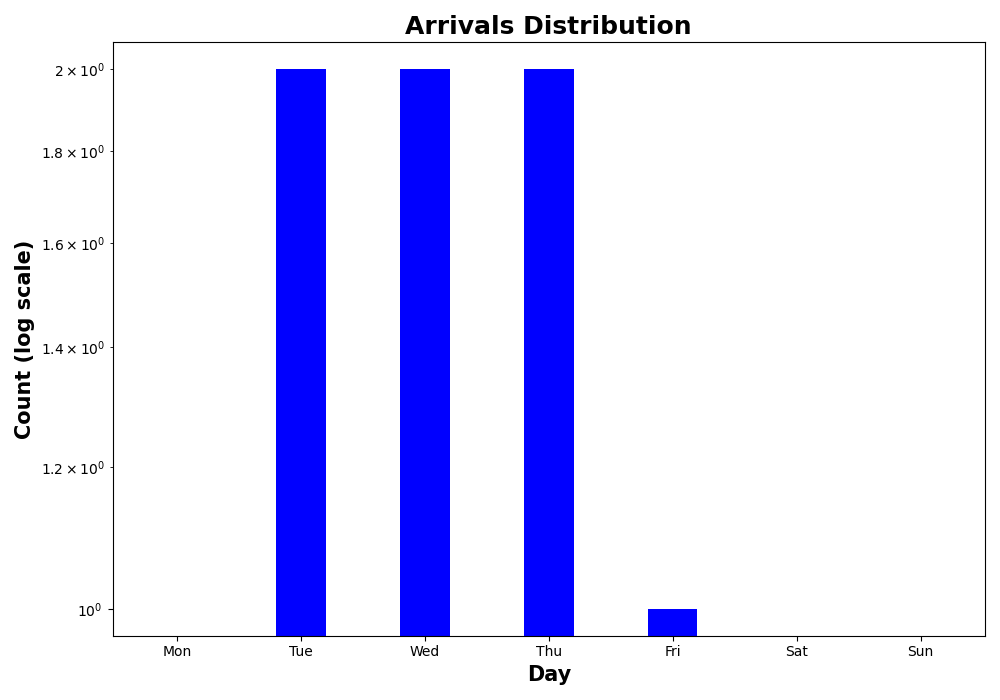 Arrivals Distribution
Count (log scale)
2 × 10⁰
1.8 × 10⁰
1.6 × 10⁰
1.4 × 10⁰
1.2 × 10⁰
10⁰
Mon Tue Wed Thu Fri Sat Sun
Day